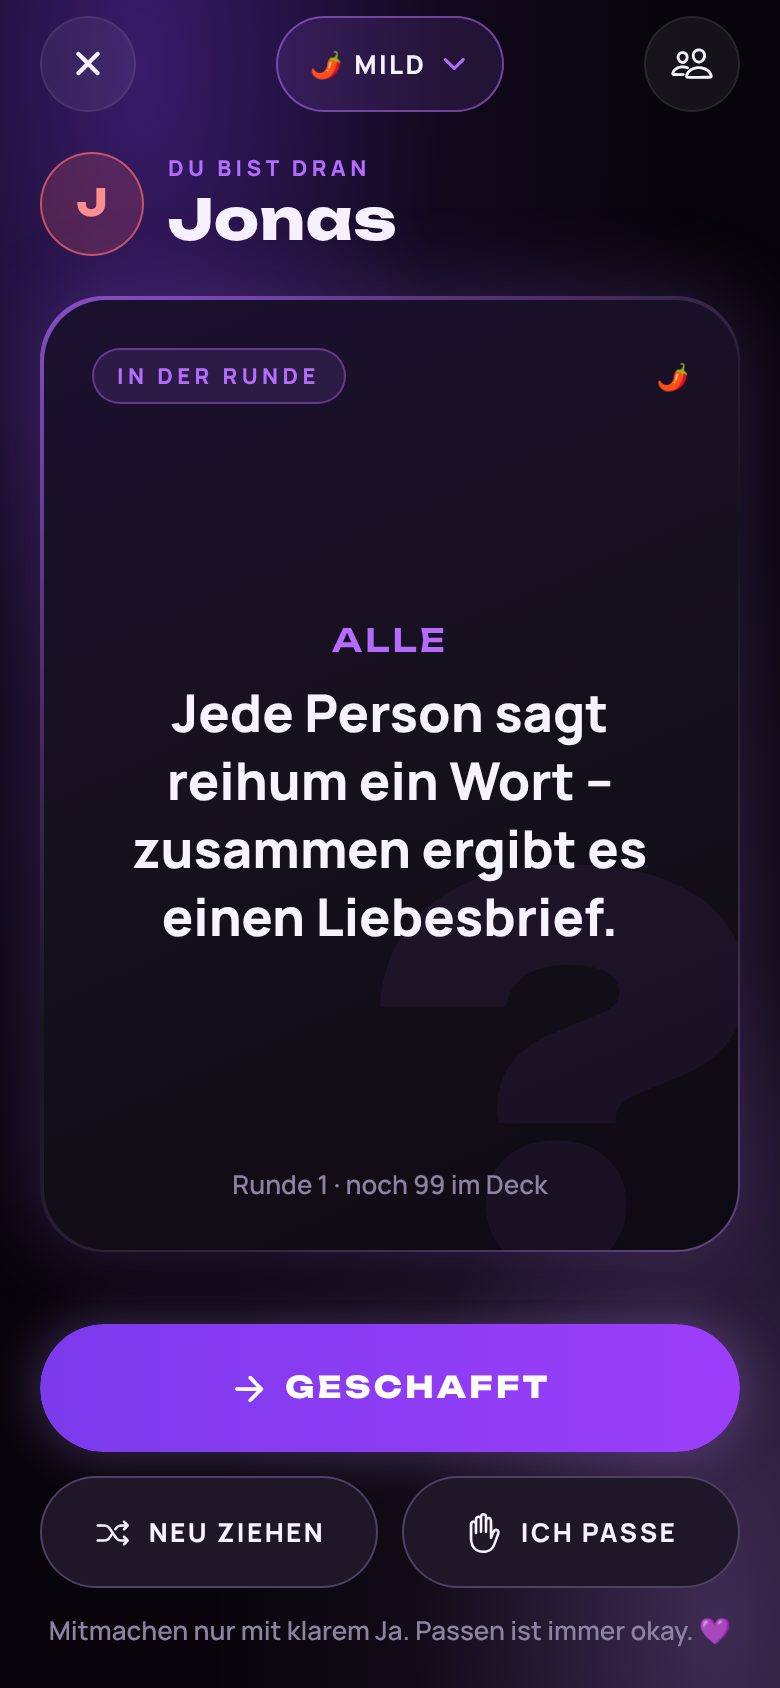 🌶️ MILD
J
DU BIST DRAN
Jonas
IN DER RUNDE
🌶️
ALLE
Jede Person sagt
reihum ein Wort –
zusammen ergibt es
einen Liebesbrief.
?
Runde 1 · noch 99 im Deck
→ GESCHAFFT
NEU ZIEHEN
ICH PASSE
Mitmachen nur mit klarem Ja. Passen ist immer okay. 💜